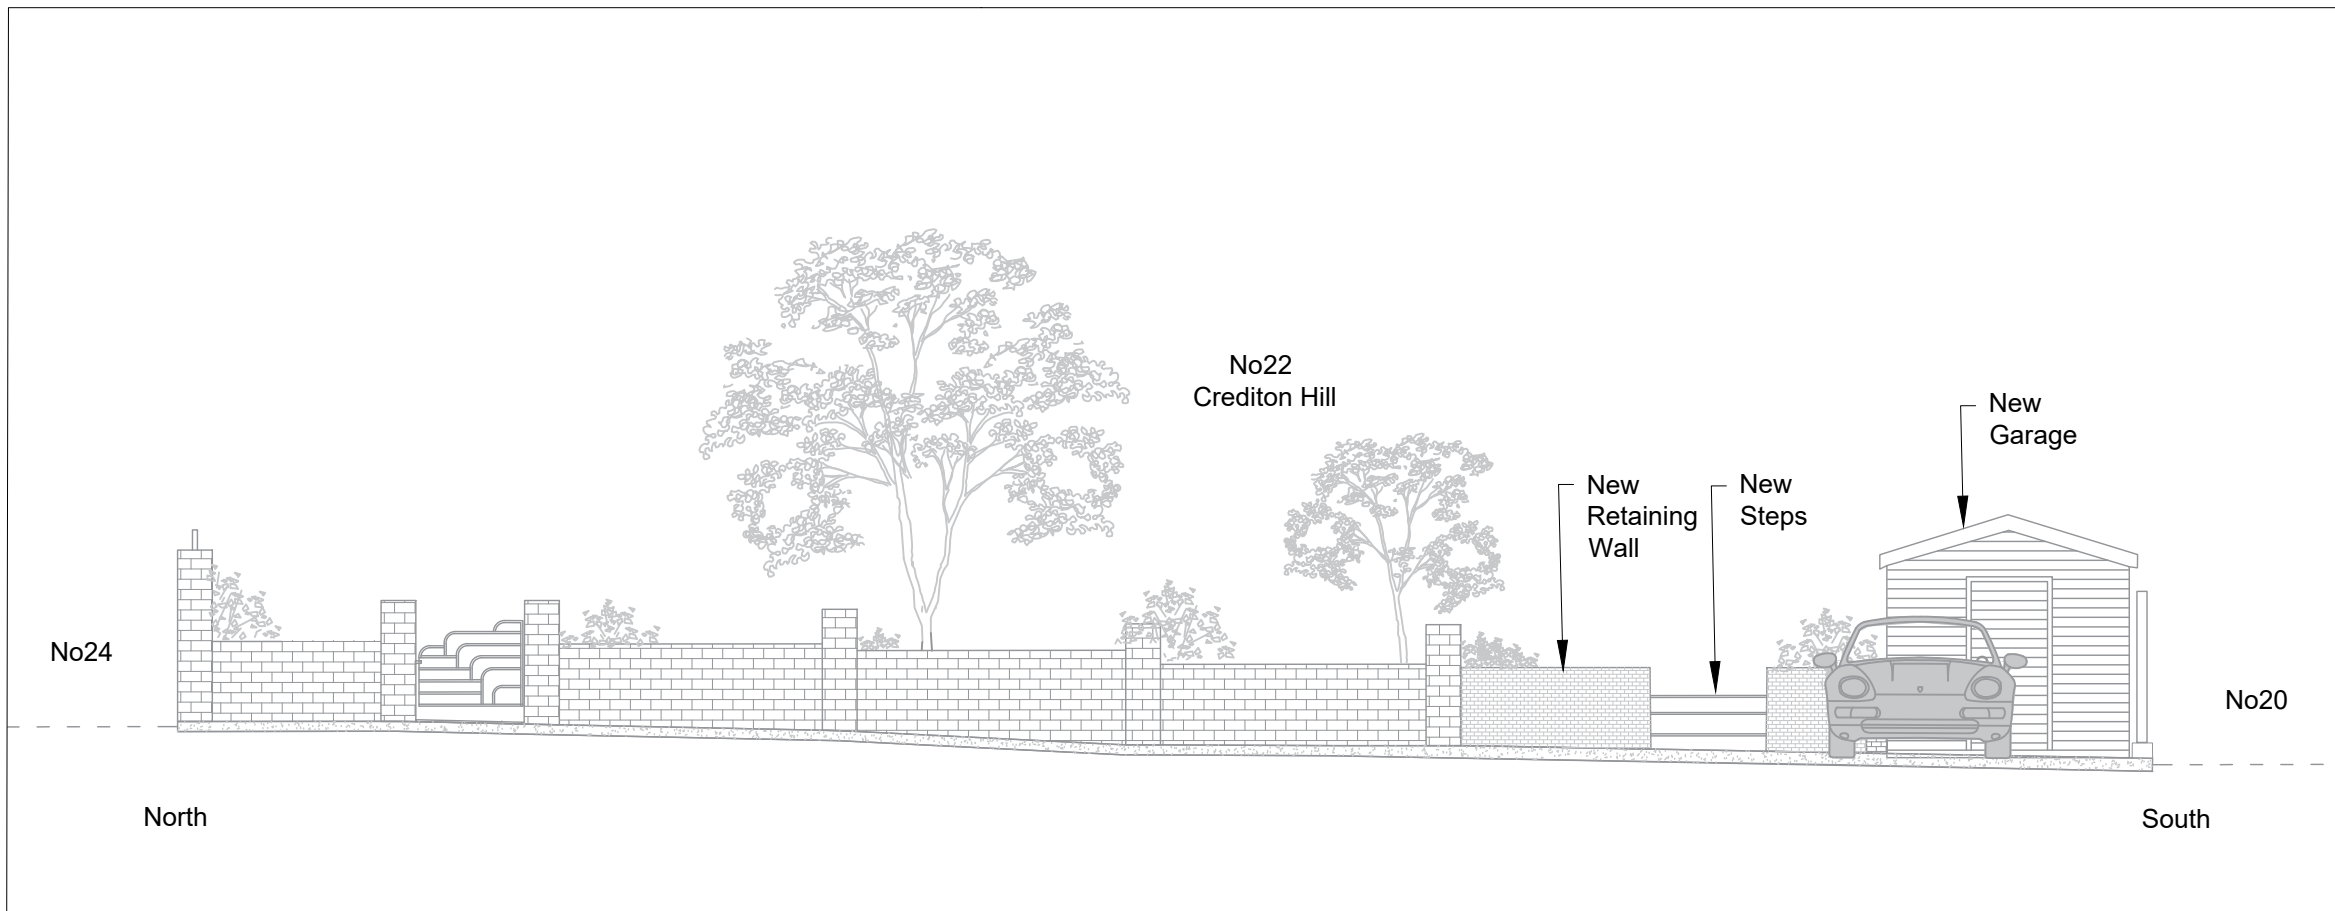 No22
Crediton Hill
New
Garage
New
Retaining
Wall
New
Steps
No24
No20
North
South